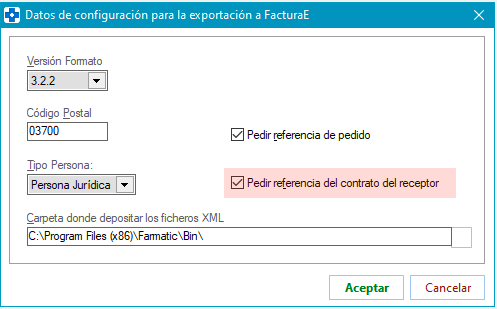 Datos de configuración para la exportación a FacturaE
Versión Formato
3.2.2
Código Postal
03700
Pedir referencia de pedido
Tipo Persona:
Persona Jurídica
Pedir referencia del contrato del receptor
Carpeta donde depositar los ficheros XML
C:\Program Files (x86)\Farmatic\Bin\
Aceptar
Cancelar